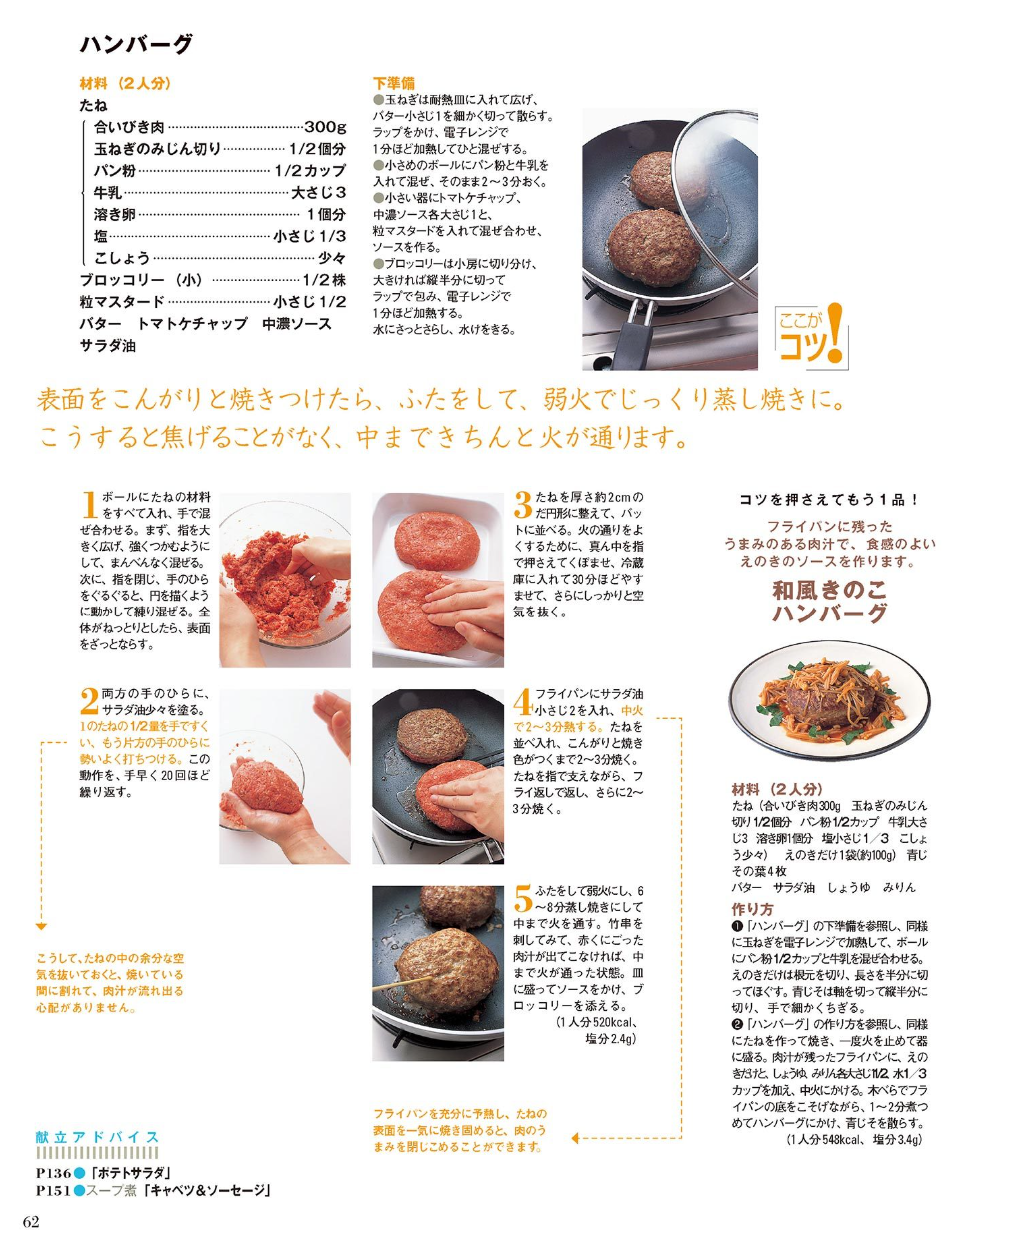 ハンバーグ
材料（2人分）
たね
合いびき肉……300g
玉ねぎのみじん切り……1/2個分
パン粉……1/2カップ
牛乳……大さじ3
溶き卵……1個分
塩……小さじ1/3
こしょう……少々
ブロッコリー（小）……1/2株
粒マスタード……小さじ1/2
バター　トマトケチャップ　中濃ソース
サラダ油
下準備
●玉ねぎは耐熱皿に入れて広げ、
バター小さじ1を細かく切って散らす。
ラップをかけ、電子レンジで
1分ほど加熱してひと混ぜする。
●小さめのボールにパン粉と牛乳を
入れて混ぜ、そのまま2〜3分おく。
●小さい器にトマトケチャップ、
中濃ソース各大さじ1と、
粒マスタードを入れて混ぜ合わせ、
ソースを作る。
●ブロッコリーは小房に切り分け、
大きければ縦半分に切って
ラップで包み、電子レンジで
1分ほど加熱する。
水にさっとさらし、水けをきる。
ここが
コツ!
表面をこんがりと焼きつけたら、ふたをして、弱火でじっくり蒸し焼きに。
こうすると焦げることがなく、中まできちんと火が通ります。
1 ボールにたねの材料
をすべて入れ、手で混
ぜ合わせる。まず、指を大
きく広げ、強くつかむように
して、まんべんなく混ぜる。
次に、指を閉じ、手のひら
をぐるぐると、円を描くよう
に動かして練り混ぜる。全
体がねっとりとしたら、表面
をざっとならす。
2 両方の手のひらに、
サラダ油少々を塗る。
1のたねの1/2量を手ですく
い、もう片方の手のひらに
勢いよく打ちつける。この
動作を、手早く20回ほど
繰り返す。
こうして、たねの中の余分な空
気を抜いておくと、焼いている
間に割れて、肉汁が流れ出る
心配がありません。
3 たねを厚さ約2cmの
だ円形に整えて、バッ
トに並べる。火の通りをよ
くするために、真ん中を指
で押さえてくぼませ、冷蔵
庫に入れて30分ほどやす
ませて、さらにしっかりと空
気を抜く。
4 フライパンにサラダ油
小さじ2を入れ、中火
で2〜3分熱する。たねを
並べ入れ、こんがりと焼き
色がつくまで2〜3分焼く。
たねを指で支えながら、フ
ライ返しで返し、さらに2〜
3分焼く。
5 ふたをして弱火にし、6
〜8分蒸し焼きにして
中まで火を通す。竹串を
刺してみて、赤くにごった
肉汁が出てこなければ、中
まで火が通った状態。皿
に盛ってソースをかけ、ブ
ロッコリーを添える。
（1人分520kcal、
塩分2.4g）
フライパンを充分に予熱し、たねの
表面を一気に焼き固めると、肉のう
まみを閉じこめることができます。
コツを押さえてもう1品！
フライパンに残った
うまみのある肉汁で、食感のよい
えのきのソースを作ります。
和風きのこ
ハンバーグ
材料（2人分）
たね（合いびき肉300g　玉ねぎのみじん
切り1/2個分　パン粉1/2カップ　牛乳大さ
じ3　溶き卵1個分　塩小さじ1／3　こしょ
う少々）　えのきだけ1袋(約100g)　青じ
その葉4枚
バター　サラダ油　しょうゆ　みりん
作り方
❶「ハンバーグ」の下準備を参照し、同様
に玉ねぎを電子レンジで加熱して、ボール
にパン粉1/2カップと牛乳を混ぜ合わせる。
えのきだけは根元を切り、長さを半分に切
ってほぐす。青じそは軸を切って縦半分に
切り、手で細かくちぎる。
❷「ハンバーグ」の作り方を参照し、同様
にたねを作って焼き、一度火を止めて器
に盛る。肉汁が残ったフライパンに、えの
きだけと、しょうゆ、みりん各大さじ1/2、水1／3
カップを加え、中火にかける。木べらでフラ
イパンの底をこそげながら、1〜2分煮つ
めてハンバーグにかけ、青じそを散らす。
（1人分548kcal、塩分3.4g）
献立アドバイス
P136●「ポテトサラダ」
P151●スープ煮「キャベツ&ソーセージ」
62